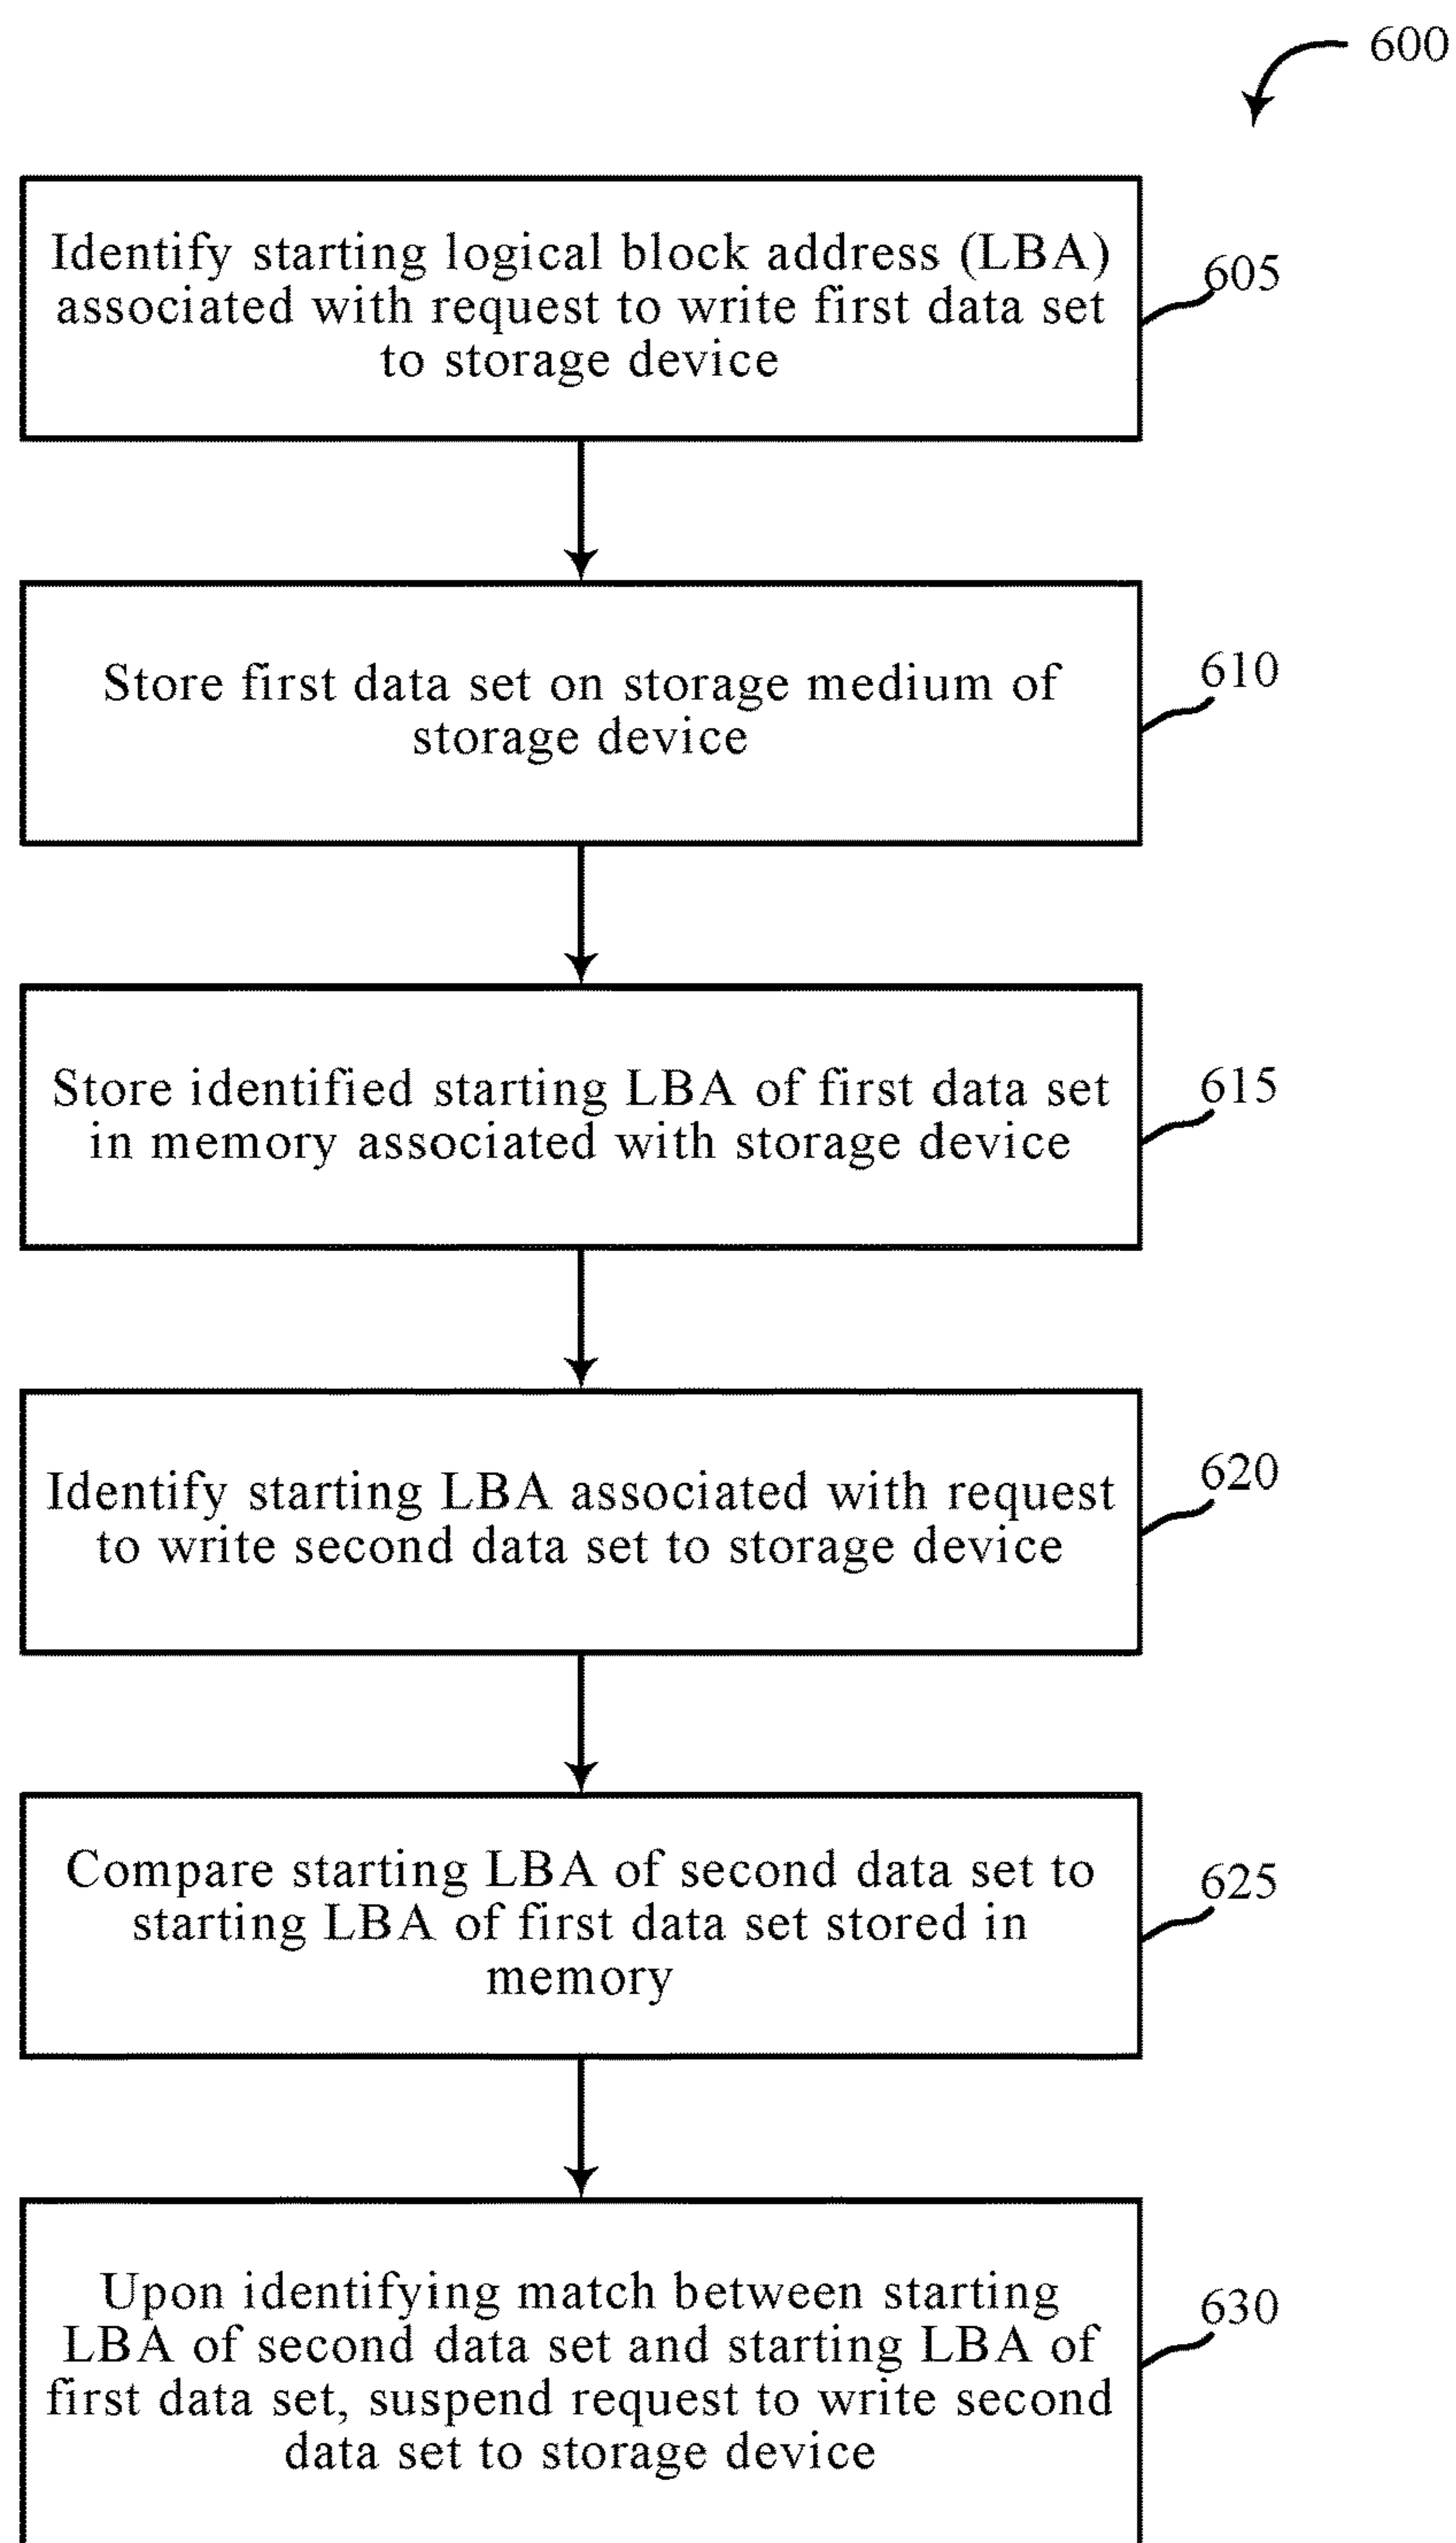 600
Identify starting logical block address (LBA)
associated with request to write first data set
to storage device
605
Store first data set on storage medium of
storage device
610
Store identified starting LBA of first data set
in memory associated with storage device
615
Identify starting LBA associated with request
to write second data set to storage device
620
Compare starting LBA of second data set to
starting LBA of first data set stored in
memory
625
Upon identifying match between starting
LBA of second data set and starting LBA of
first data set, suspend request to write second
data set to storage device
630